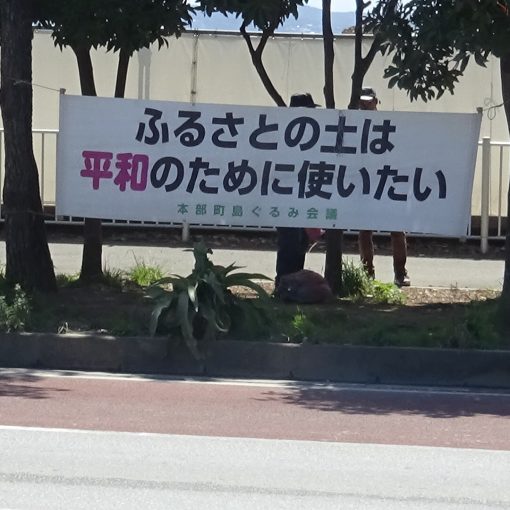 ふるさとの土は
平和のために使いたい
本部町島ぐるみ会議